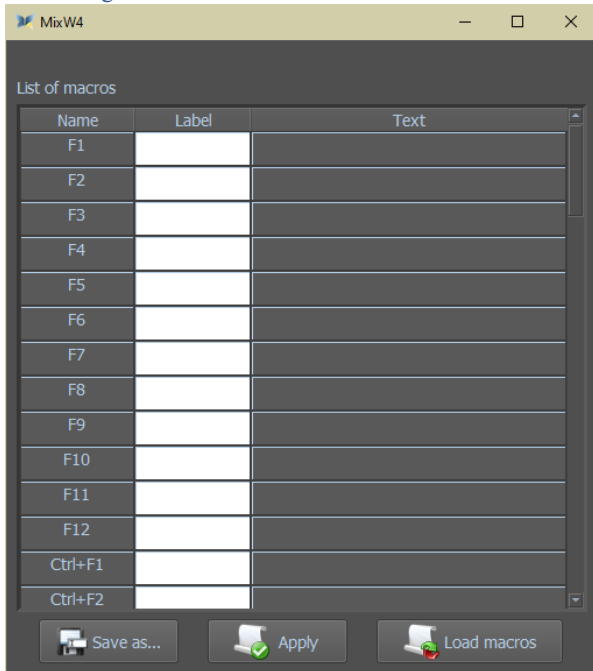 MixW4
List of macros
Name Label Text
F1
F2
F3
F4
F5
F6
F7
F8
F9
F10
F11
F12
Ctrl+F1
Ctrl+F2
Save as... Apply Load macros